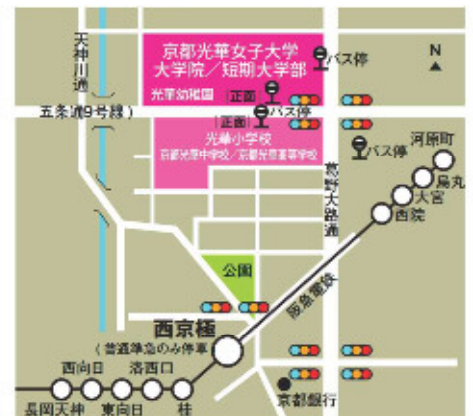 天神川通
京都光華女子大学
大学院／短期大学部
バス停
N
光華幼稚園
正面
五条通9号線)
正面
バス停
光華小学校
京都光華中学校／京都光華高等学校
バス停
葛野大路通
河原町
烏丸
大宮
西院
公園
阪急電鉄
西京極
(普通準急のみ停車
西向日
洛西口
長岡天神
東向日
桂
京都銀行